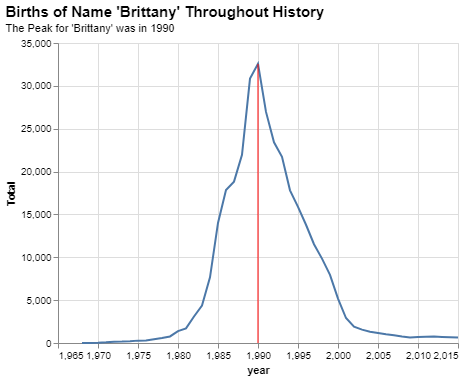 Births of Name 'Brittany' Throughout History
The Peak for 'Brittany' was in 1990
35,000
30,000
25,000
20,000
15,000
10,000
5,000
0
Total
1,965 1,970 1,975 1,980 1,985 1,990 1,995 2,000 2,005 2,010 2,015
year